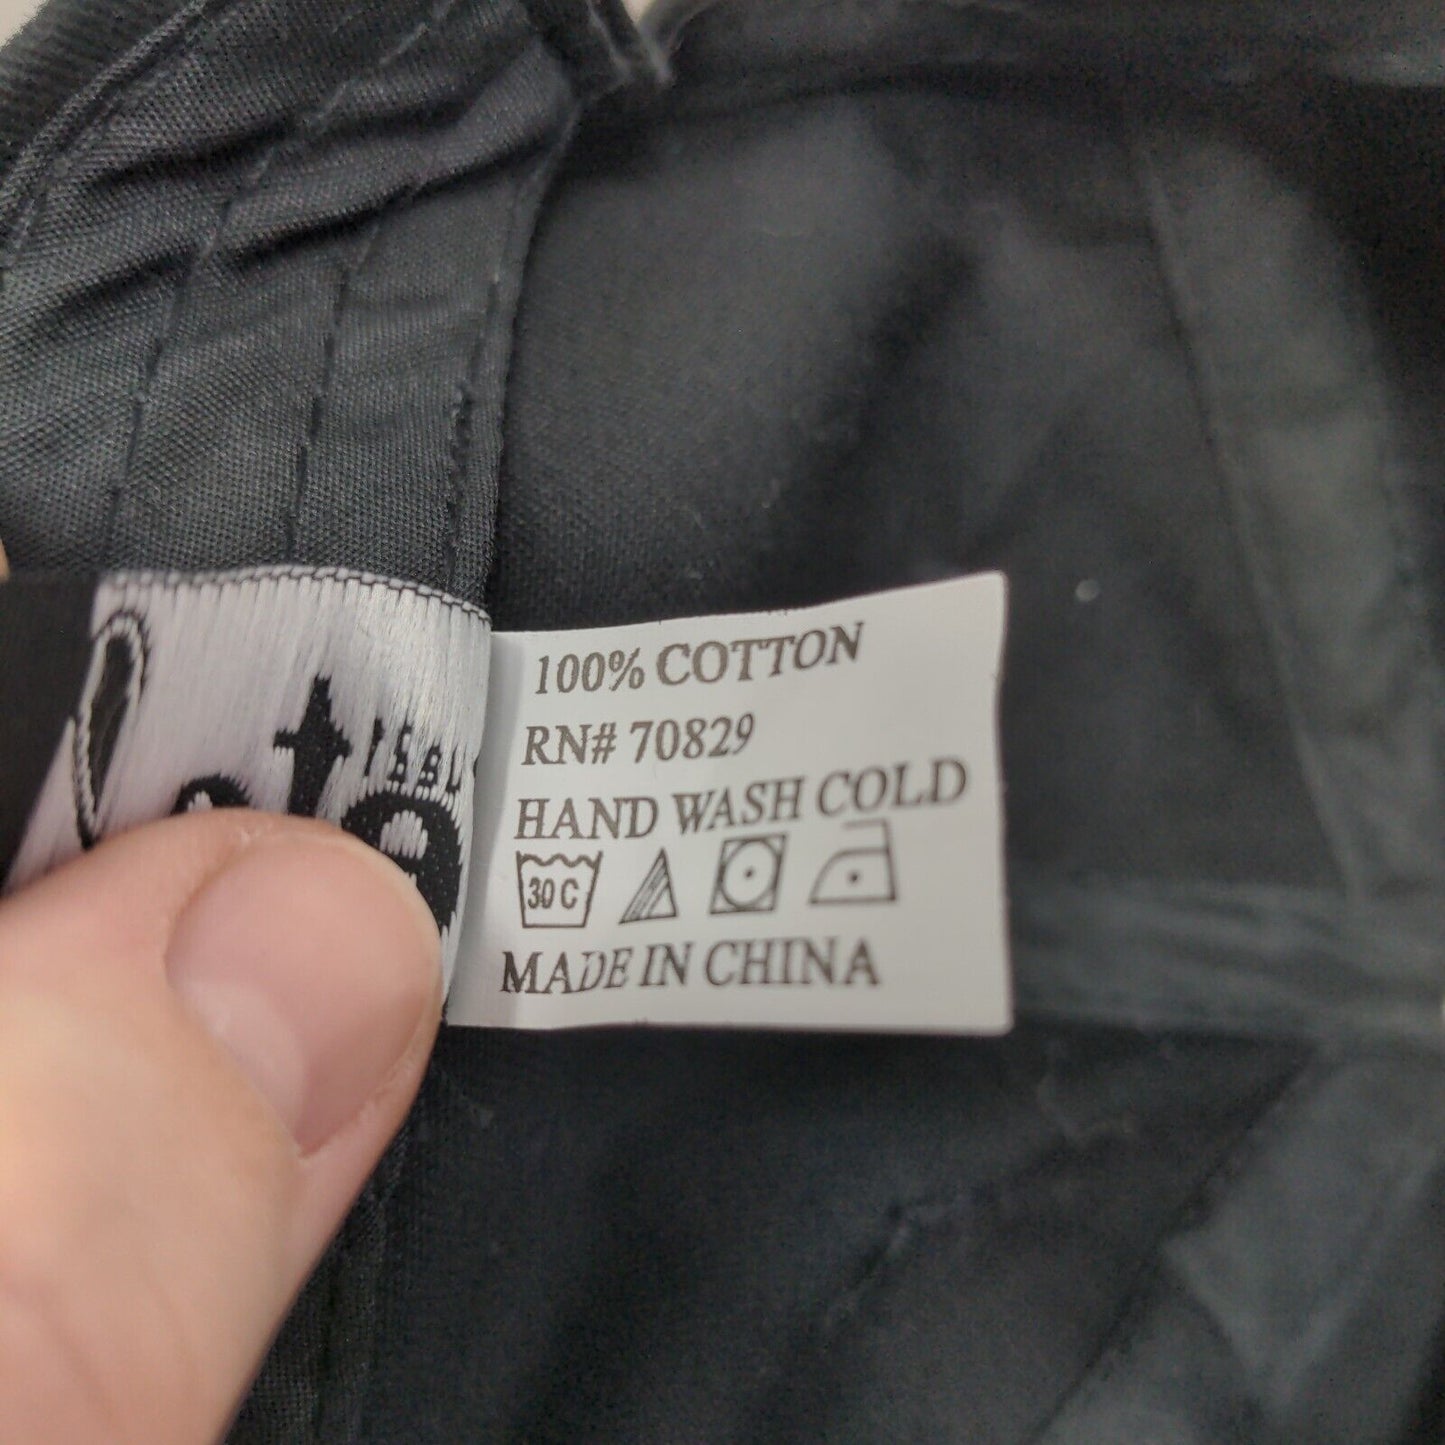 100% COTTON
RN# 70829
HAND WASH COLD
30 C
MADE IN CHINA